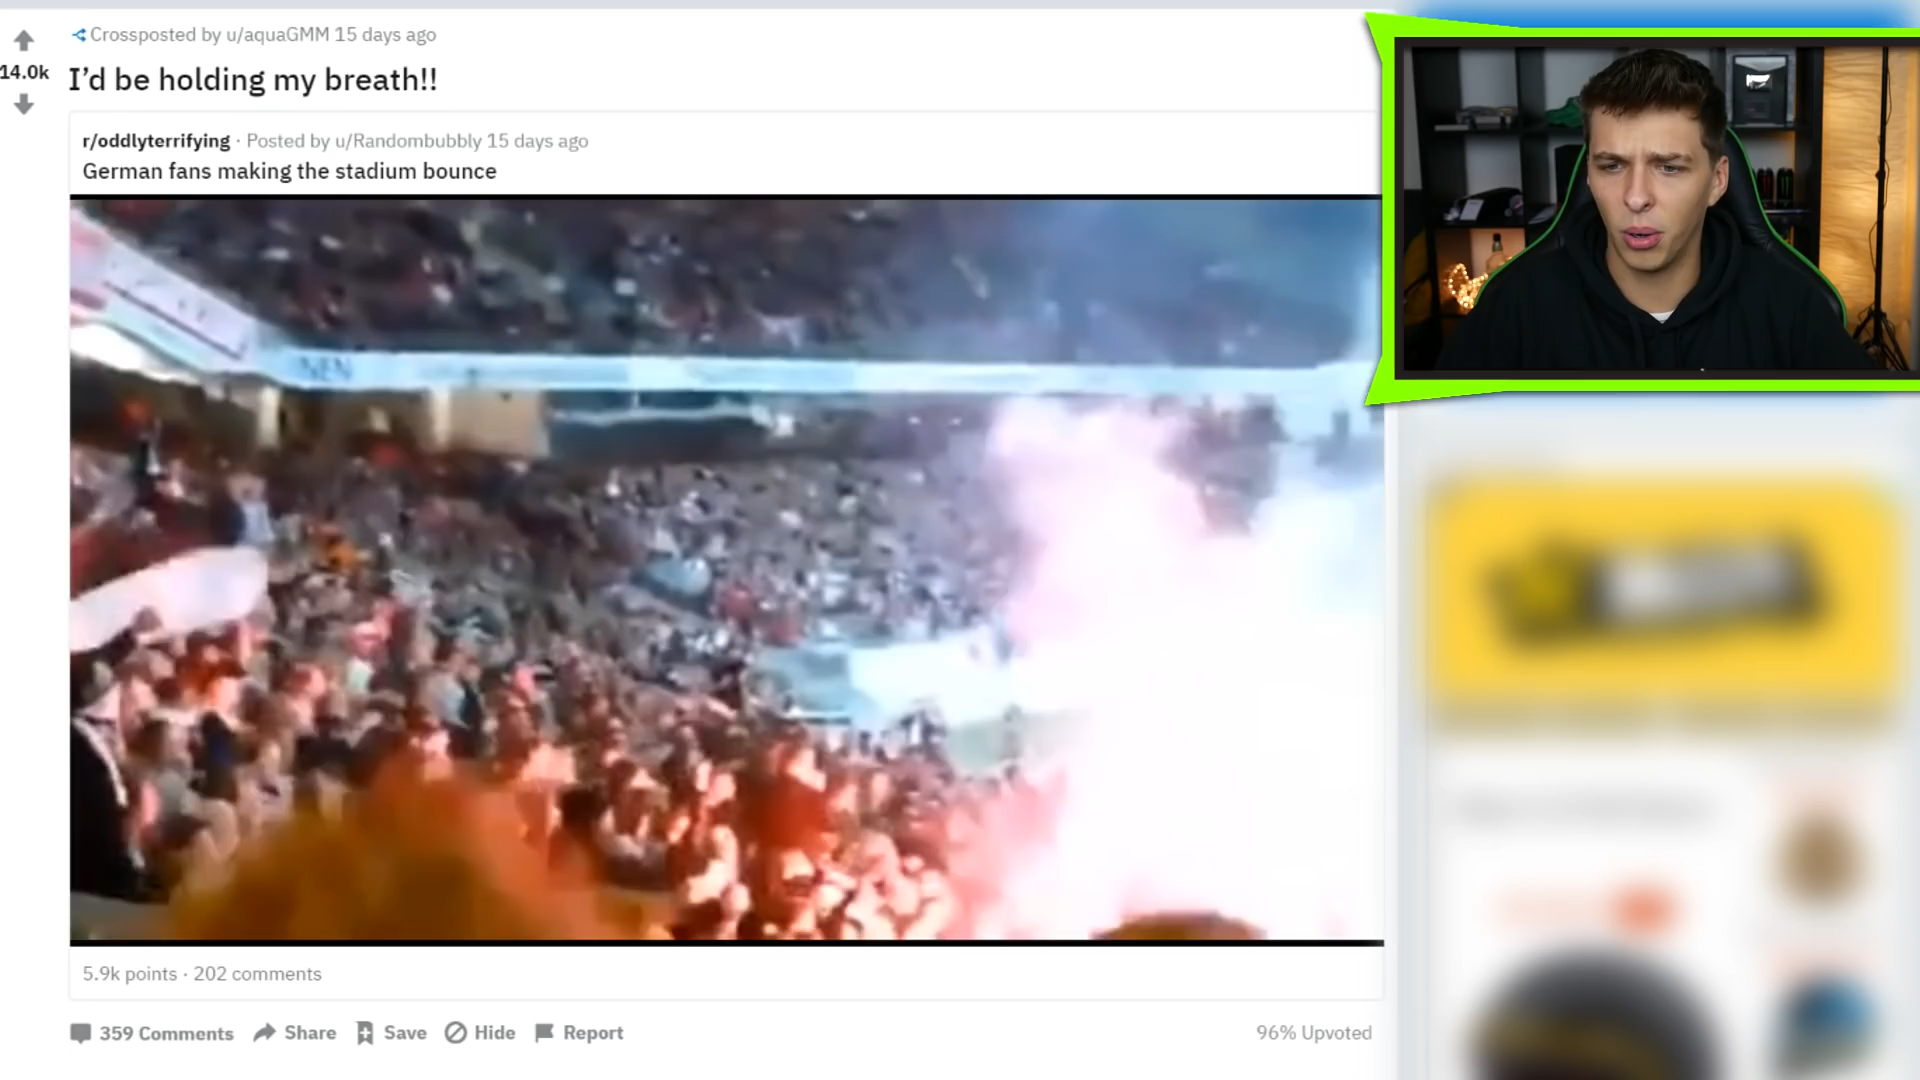 Crossposted by u/aquaGMM 15 days ago
14.0k
I'd be holding my breath!!
r/oddlyterrifying · Posted by u/Randombubbly 15 days ago
German fans making the stadium bounce
NEN
5.9k points · 202 comments
359 Comments Share Save Hide Report 96% Upvoted